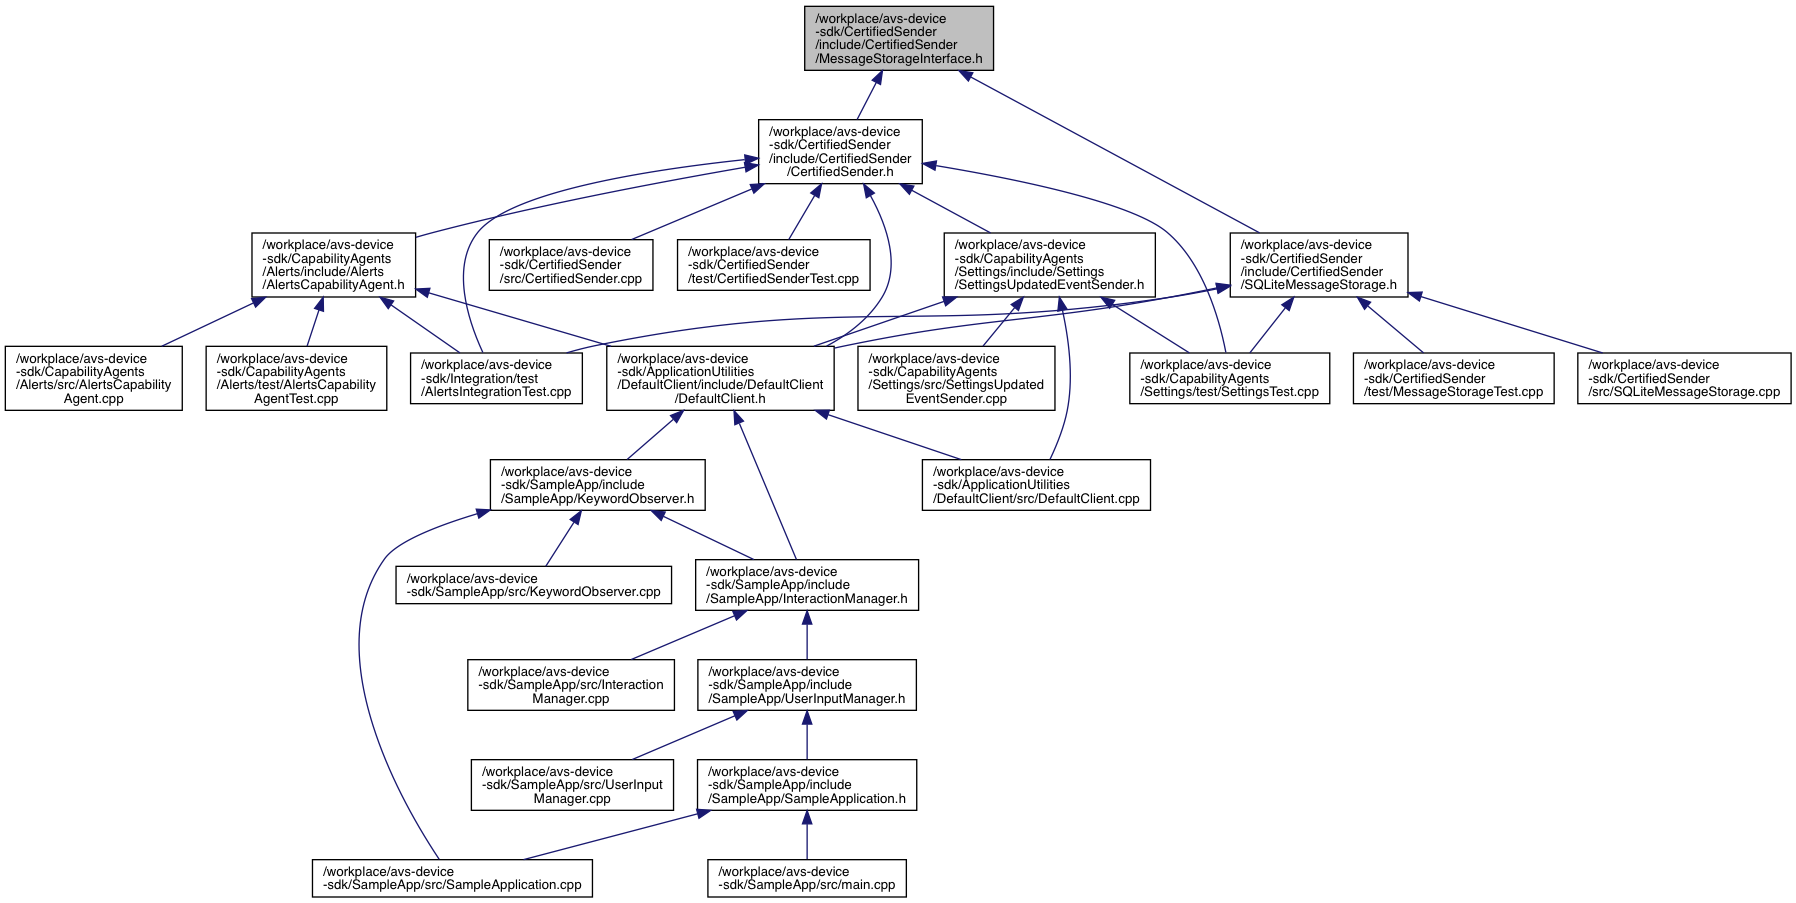 /workplace/avs-device
-sdk/CertifiedSender
/include/CertifiedSender
/MessageStorageInterface.h
/workplace/avs-device
-sdk/CertifiedSender
/include/CertifiedSender
/CertifiedSender.h
/workplace/avs-device
-sdk/CapabilityAgents
/Alerts/include/Alerts
/AlertsCapabilityAgent.h
/workplace/avs-device
-sdk/CertifiedSender
/src/CertifiedSender.cpp
/workplace/avs-device
-sdk/CertifiedSender
/test/CertifiedSenderTest.cpp
/workplace/avs-device
-sdk/CapabilityAgents
/Settings/include/Settings
/SettingsUpdatedEventSender.h
/workplace/avs-device
-sdk/CertifiedSender
/include/CertifiedSender
/SQLiteMessageStorage.h
/workplace/avs-device
-sdk/CapabilityAgents
/Alerts/src/AlertsCapability
Agent.cpp
/workplace/avs-device
-sdk/CapabilityAgents
/Alerts/test/AlertsCapability
AgentTest.cpp
/workplace/avs-device
-sdk/Integration/test
/AlertsIntegrationTest.cpp
/workplace/avs-device
-sdk/ApplicationUtilities
/DefaultClient/include/DefaultClient
/DefaultClient.h
/workplace/avs-device
-sdk/CapabilityAgents
/Settings/src/SettingsUpdated
EventSender.cpp
/workplace/avs-device
-sdk/CapabilityAgents
/Settings/test/SettingsTest.cpp
/workplace/avs-device
-sdk/CertifiedSender
/test/MessageStorageTest.cpp
/workplace/avs-device
-sdk/CertifiedSender
/src/SQLiteMessageStorage.cpp
/workplace/avs-device
-sdk/SampleApp/include
/SampleApp/KeywordObserver.h
/workplace/avs-device
-sdk/ApplicationUtilities
/DefaultClient/src/DefaultClient.cpp
/workplace/avs-device
-sdk/SampleApp/src/KeywordObserver.cpp
/workplace/avs-device
-sdk/SampleApp/include
/SampleApp/InteractionManager.h
/workplace/avs-device
-sdk/SampleApp/src/Interaction
Manager.cpp
/workplace/avs-device
-sdk/SampleApp/include
/SampleApp/UserInputManager.h
/workplace/avs-device
-sdk/SampleApp/src/UserInput
Manager.cpp
/workplace/avs-device
-sdk/SampleApp/include
/SampleApp/SampleApplication.h
/workplace/avs-device
-sdk/SampleApp/src/SampleApplication.cpp
/workplace/avs-device
-sdk/SampleApp/src/main.cpp